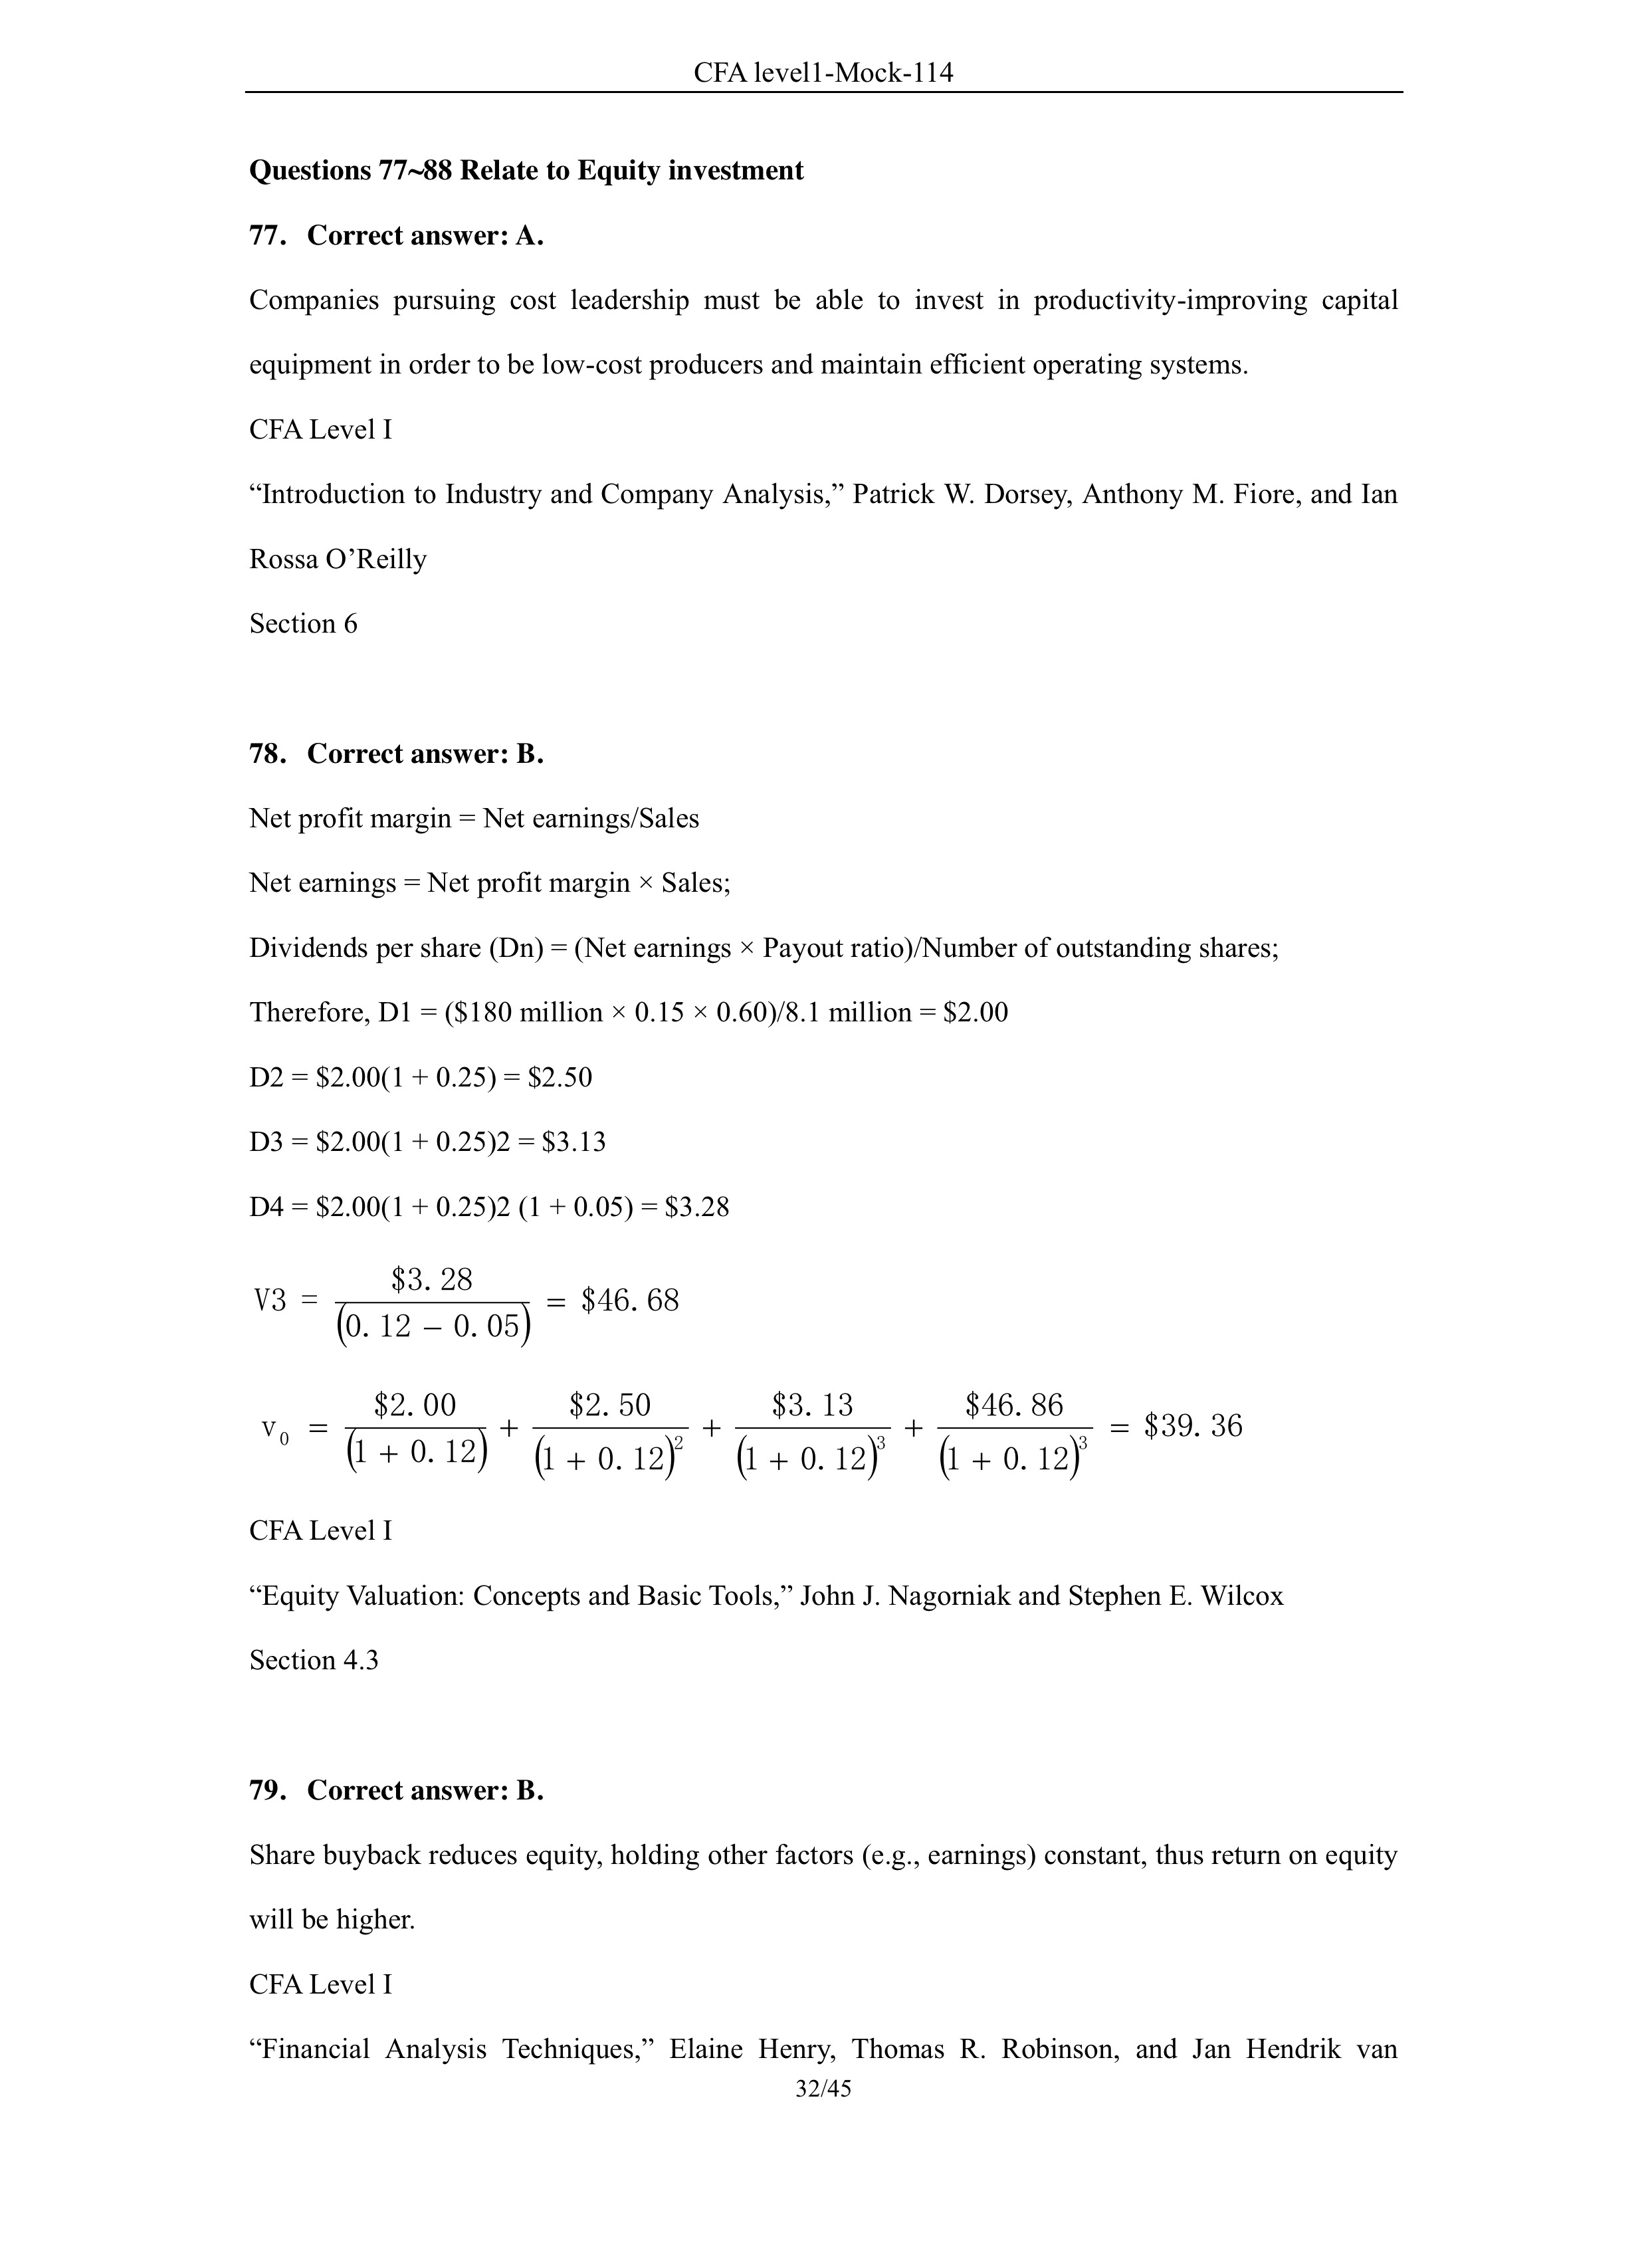 CFA level1-Mock-114
Questions 77~88 Relate to Equity investment
77. Correct answer: A.
Companies pursuing cost leadership must be able to invest in productivity-improving capital
equipment in order to be low-cost producers and maintain efficient operating systems.
CFA Level I
“Introduction to Industry and Company Analysis,” Patrick W. Dorsey, Anthony M. Fiore, and Ian
Rossa O’Reilly
Section 6
78. Correct answer: B.
Net profit margin = Net earnings/Sales
Net earnings = Net profit margin × Sales;
Dividends per share (Dn) = (Net earnings × Payout ratio)/Number of outstanding shares;
Therefore, D1 = ($180 million × 0.15 × 0.60)/8.1 million = $2.00
D2 = $2.00(1 + 0.25) = $2.50
D3 = $2.00(1 + 0.25)2 = $3.13
D4 = $2.00(1 + 0.25)2 (1 + 0.05) = $3.28
V3 = $3.28 / (0.12 – 0.05) = $46.68
v₀ = $2.00 / (1 + 0.12) + $2.50 / (1 + 0.12)² + $3.13 / (1 + 0.12)³ + $46.86 / (1 + 0.12)³ = $39.36
CFA Level I
“Equity Valuation: Concepts and Basic Tools,” John J. Nagorniak and Stephen E. Wilcox
Section 4.3
79. Correct answer: B.
Share buyback reduces equity, holding other factors (e.g., earnings) constant, thus return on equity
will be higher.
CFA Level I
“Financial Analysis Techniques,” Elaine Henry, Thomas R. Robinson, and Jan Hendrik van
32/45